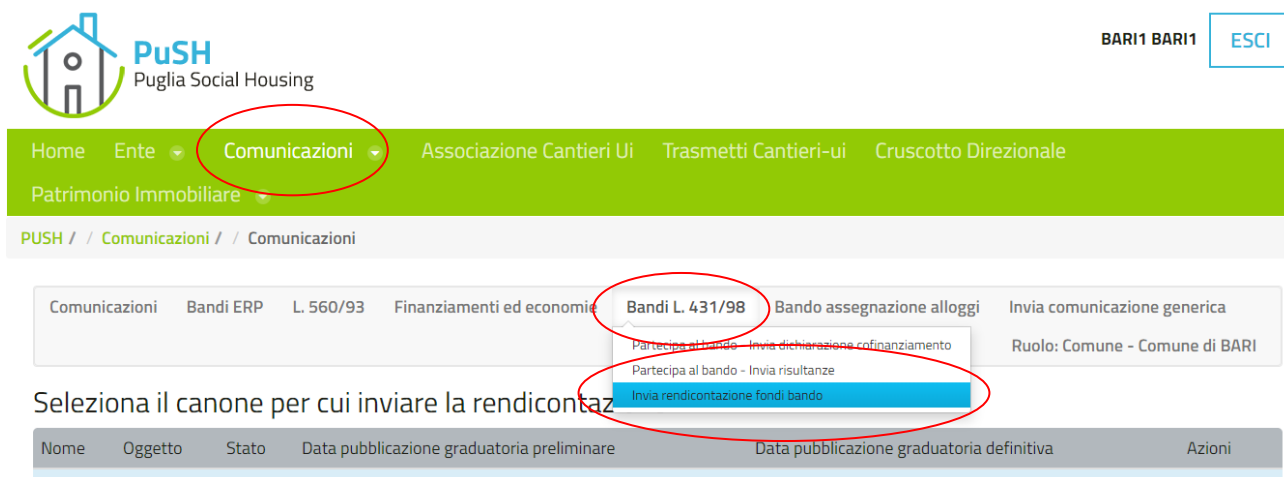 PuSH
Puglia Social Housing
BARI1 BARI1
ESCI
Home Ente Comunicazioni Associazione Cantieri Ui Trasmetti Cantieri-ui Cruscotto Direzionale
Patrimonio Immobiliare
PUSH / / Comunicazioni / / Comunicazioni
Comunicazioni Bandi ERP L. 560/93 Finanziamenti ed economie Bandi L. 431/98 Bando assegnazione alloggi Invia comunicazione generica
Ruolo: Comune - Comune di BARI
Partecipa al bando - Invia dichiarazione cofinanziamento
Partecipa al bando - Invia risultanze
Invia rendicontazione fondi bando
Seleziona il canone per cui inviare la rendicontaz
Nome Oggetto Stato Data pubblicazione graduatoria preliminare Data pubblicazione graduatoria definitiva Azioni